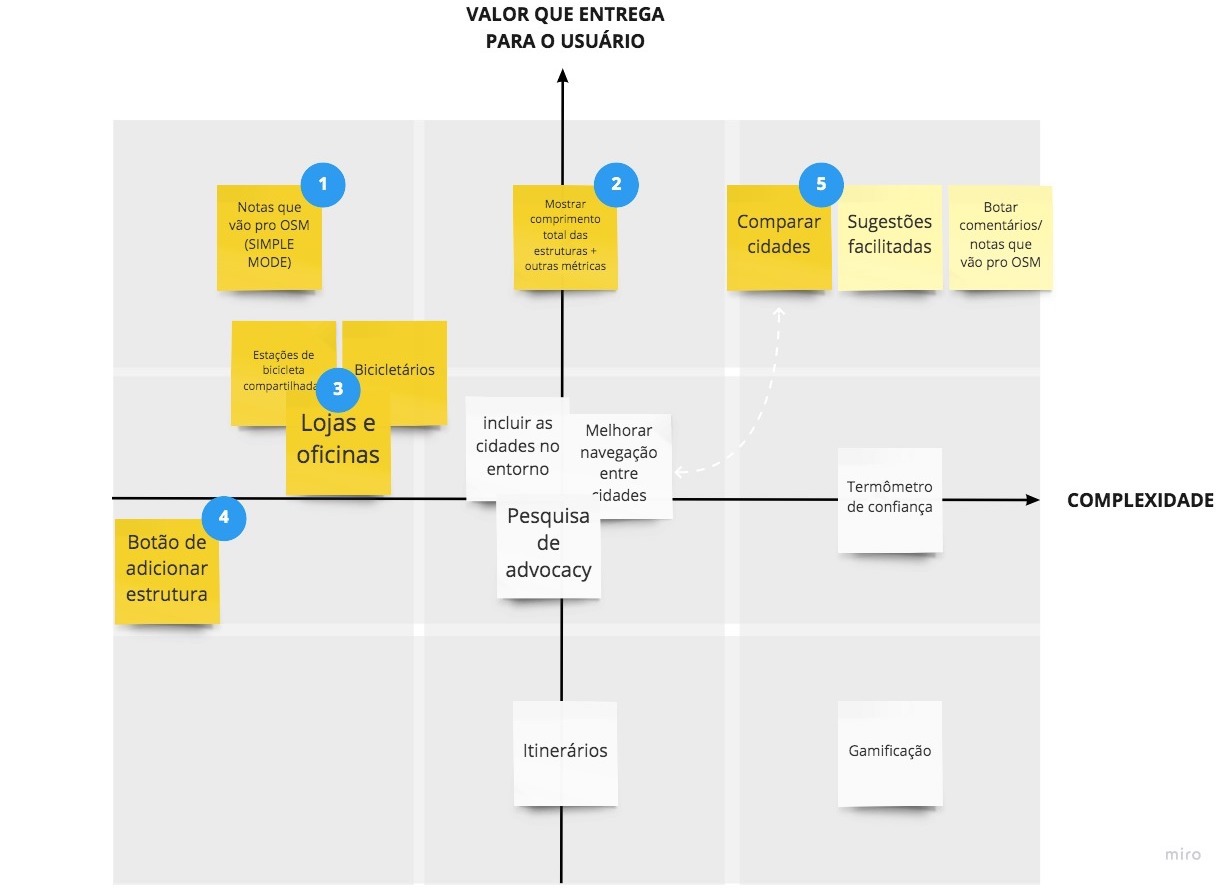 VALOR QUE ENTREGA
PARA O USUÁRIO
1
Notas que
vão pro OSM
(SIMPLE
MODE)
2
Mostrar
comprimento
total das
estruturas +
outras métricas
5
Comparar
cidades
Sugestões
facilitadas
Botar
comentários/
notas que
vão pro OSM
Estações de
bicicleta
compartilhada
Bicicletários
3
Lojas e
oficinas
incluir as
cidades no
entorno
Melhorar
navegação
entre
cidades
Termômetro
de confiança
COMPLEXIDADE
4
Botão de
adicionar
estrutura
Pesquisa
de
advocacy
Itinerários
Gamificação
miro